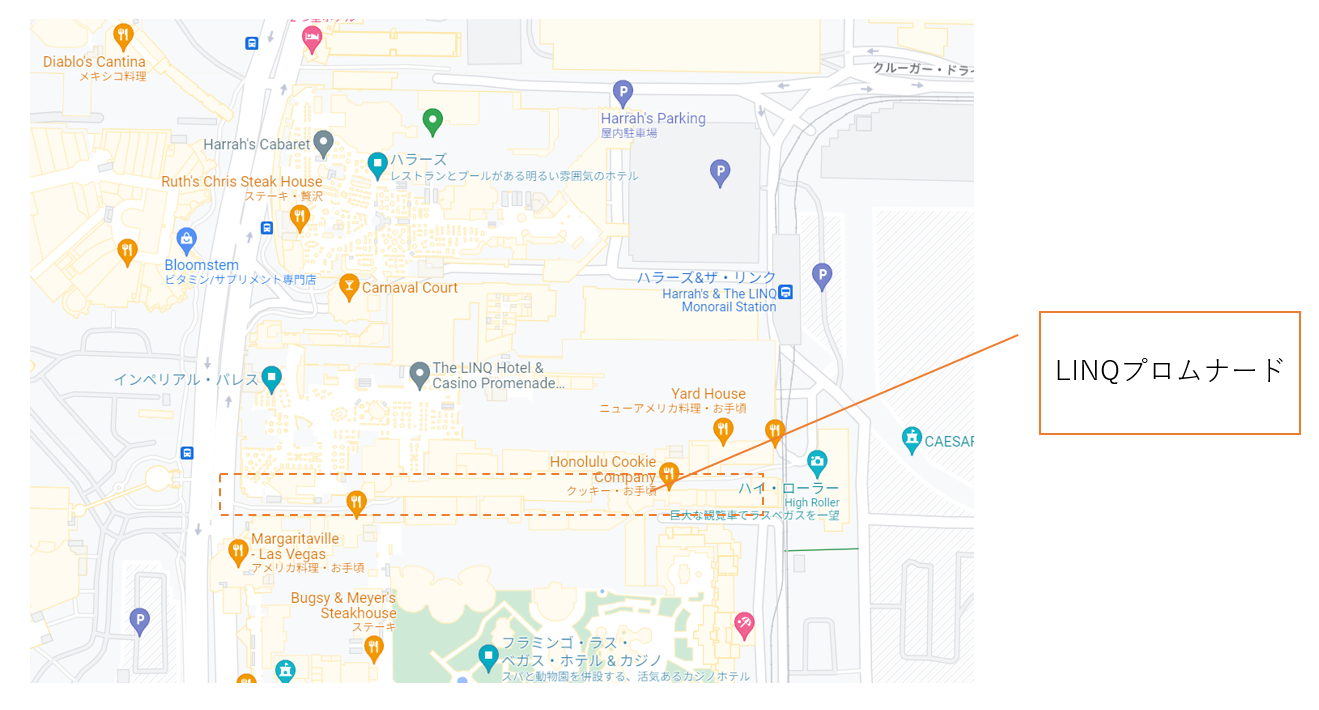 Diablo's Cantina
メキシコ料理
クルーガー・ドライ
Harrah's Parking
屋内駐車場
Harrah's Cabaret
ハラーズ
レストランとプールがある明るい雰囲気のホテル
Ruth's Chris Steak House
ステーキ・贅沢
Bloomstem
ビタミン/サプリメント専門店
Carnaval Court
ハラーズ&ザ・リンク
Harrah's & The LINQ
Monorail Station
LINQプロムナード
The LINQ Hotel &
Casino Promenade...
インペリアル・パレス
Yard House
ニューアメリカ料理・お手頃
CAESAR
Honolulu Cookie
Company
クッキー・お手頃
ハイ・ローラー
High Roller
巨大な観覧車でラスベガスを一望
Margaritaville
- Las Vegas
アメリカ料理・お手頃
Bugsy & Meyer's
Steakhouse
ステーキ
フラミンゴ・ラス・
ベガス・ホテル & カジノ
スパと動物園を併設する、活気あるカジノホテル
P
P
P
P